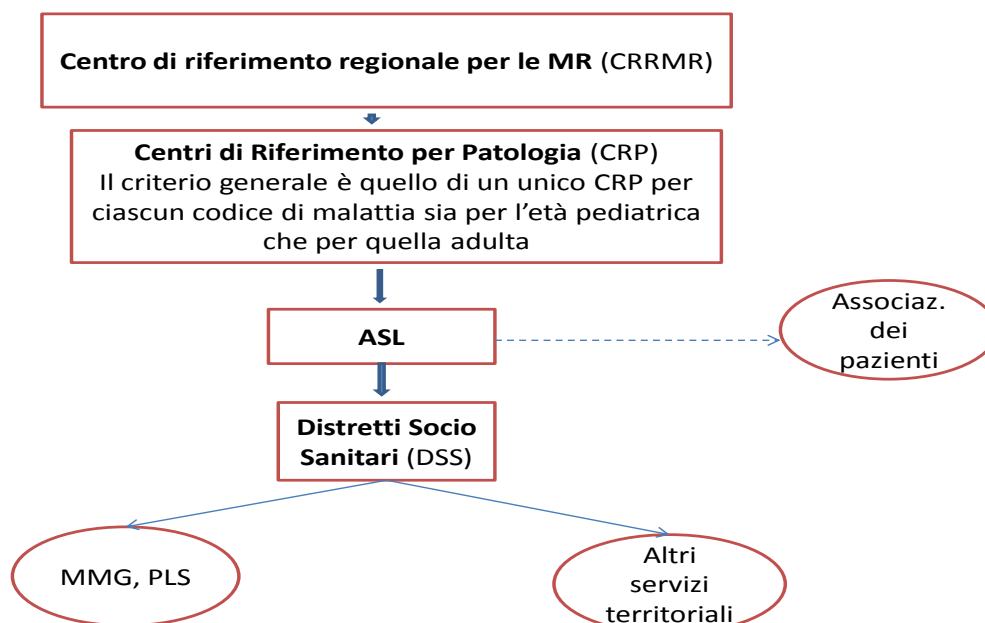 Centro di riferimento regionale per le MR (CRRMR)
Centri di Riferimento per Patologia (CRP)
Il criterio generale è quello di un unico CRP per
ciascun codice di malattia sia per l'età pediatrica
che per quella adulta
ASL
Associaz.
dei
pazienti
Distretti Socio
Sanitari (DSS)
MMG, PLS
Altri
servizi
territoriali